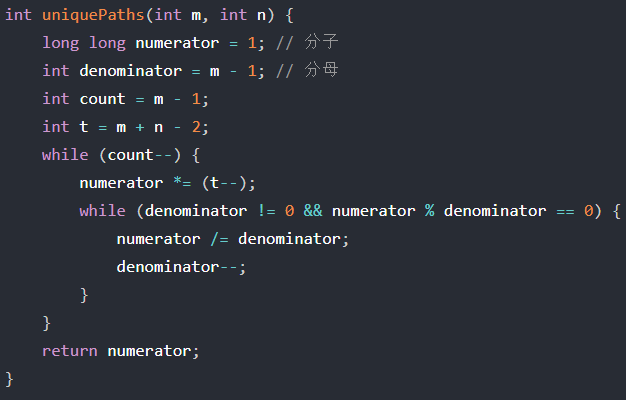 int uniquePaths(int m, int n) {
    long long numerator = 1; // 分子
    int denominator = m - 1; // 分母
    int count = m - 1;
    int t = m + n - 2;
    while (count--) {
        numerator *= (t--);
        while (denominator != 0 && numerator % denominator == 0) {
            numerator /= denominator;
            denominator--;
        }
    }
    return numerator;
}